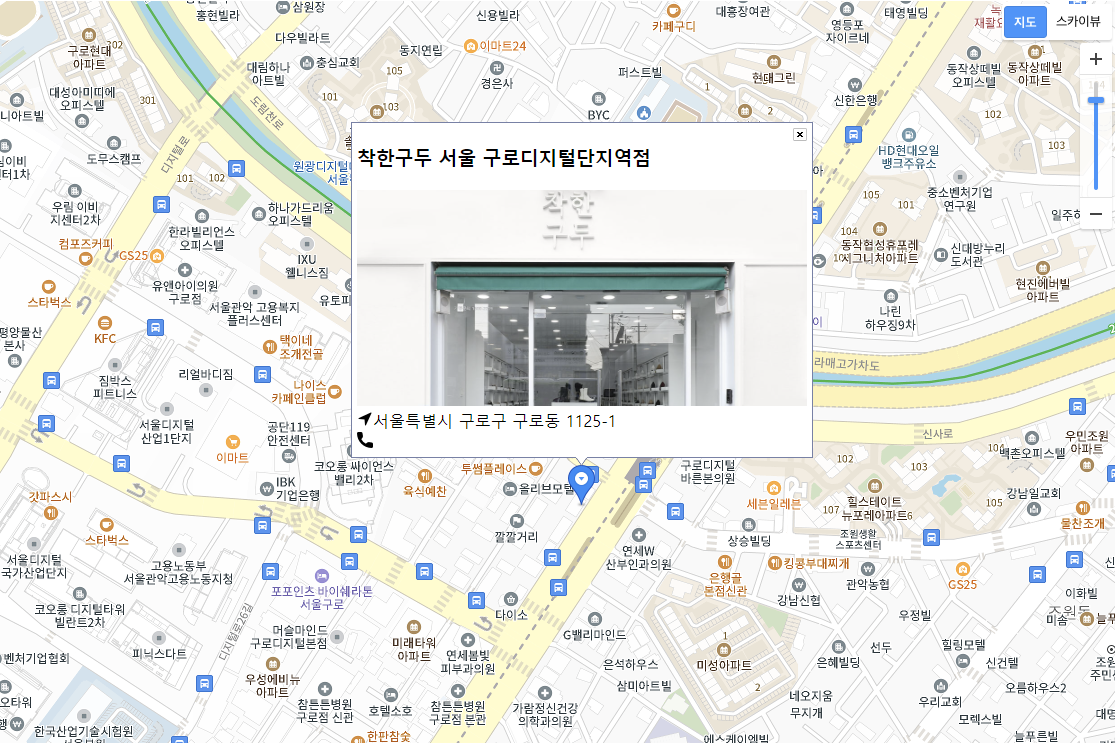 삼원장
홍현빌라
신용빌라
카페구디
대흥장여관
영등포
자이르네
태영빌딩
지도
스카이뷰
구로현대
아파트
102
다우빌라트
동지연립
이마트24
충심교회
대림하나
아트빌
105
경은사
퍼스트빌
현대그린
동작상떼빌
오피스텔
동작상떼빌
아파트
대성아미띠에
오피스텔
301
101
103
도림천로
BYC
신한은행
1
2
도무스캠프
디지털로
착한구두 서울 구로디지털단지역점
HD현대오일
뱅크주유소
101
102
원광디지털
우림 이비
지센터2차
하나가드리움
오피스텔
한라빌리언스
오피스텔
중소벤처기업
연구원
105
101
착한
구두
컴포즈커피
GS25
IXU
웰니스짐
동작협성휴포레
시그니처아파트
신대방누리
도서관
유앤아이의원
구로점
스타벅스
서울관악 고용복지
플러스센터
현진에버빌
아파트
나린
하우징9차
평양물산
본사
KFC
택이네
조개전골
짐박스
피트니스
리얼바디짐
나이스
카페인클럽
서울디지털
산업1단지
공단119
안전센터
이마트
서울특별시 구로구 구로동 1125-1
신사로
우민조원
아파트
백촌오피스텔
코오롱 싸이언스
밸리2차
투썸플레이스
육식예찬
올리브모텔
구로디지털
바른본의원
102
103
101
IBK
기업은행
갓파스시
세븐일레븐
107
힐스테이트
뉴포레아파트
106
강남일교회
물찬조개
스타벅스
깔깔거리
상승빌딩
조원생활
스포츠센터
서울디지털
국가산업단지
고용노동부
서울관악고용노동지청
연세W
산부인과의원
은행골
본점신관
킹콩부대찌개
관악농협
GS25
포포인츠 바이쉐라톤
서울구로
강남신협
이화빌
코오롱 디지털타워
빌란트2차
디지털로26길
다이소
우정빌
조원동
미송
늘푸
머슬마인드
구로디지털본점
미래타워
아파트
G밸리마인드
1
피닉스다트
연세봄빛
피부과의원
미성아파트
은석하우스
은혜빌딩
선두
힐링모텔
신건텔
벤처기업협회
우성에비뉴
아파트
삼미아트빌
2
네오지움
무지개
오름하우스2
참튼튼병원
구로점 신관
호텔소호
참튼튼병원
구로점 본관
가람정신건강
의학과의원
우리교회
모렉스빌
한국산업기술시험원
한판참숯
에스케이엠빌
늘푸른빌